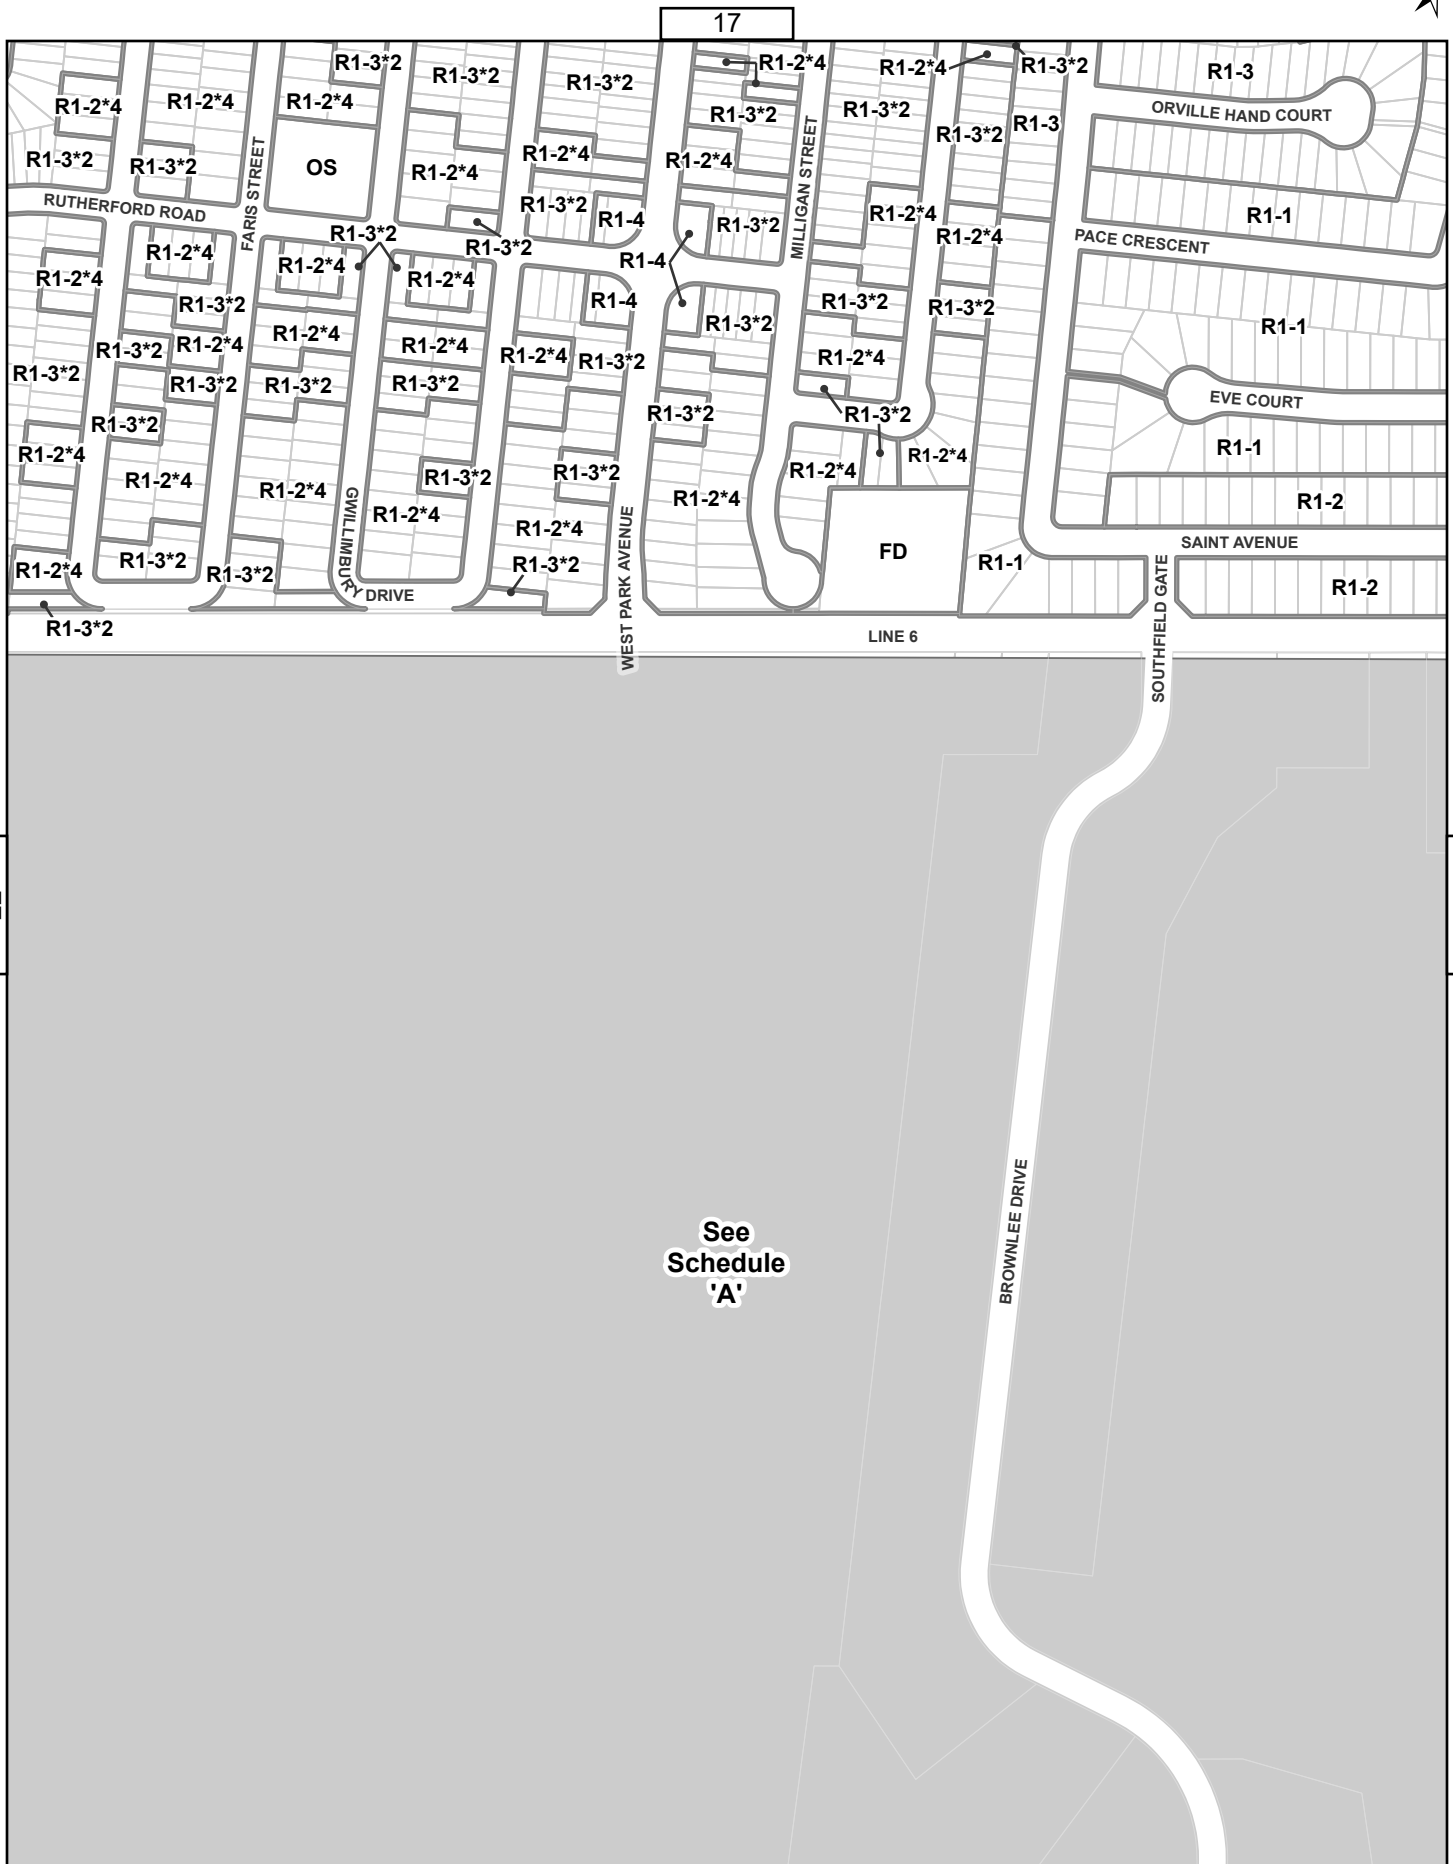 17
R1-3*2
R1-3*2
R1-3*2
R1-2*4
R1-2*4
R1-3*2
R1-3
R1-2*4
R1-2*4
R1-2*4
R1-3*2
R1-3*2
ORVILLE HAND COURT
R1-3*2
R1-3
R1-3*2
R1-3*2
OS
R1-2*4
R1-2*4
R1-2*4
FARIS STREET
MILLIGAN STREET
RUTHERFORD ROAD
R1-3*2
R1-4
R1-3*2
R1-2*4
R1-1
R1-3*2
R1-3*2
R1-2*4
PACE CRESCENT
R1-2*4
R1-2*4
R1-2*4
R1-2*4
R1-4
R1-3*2
R1-4
R1-3*2
R1-3*2
R1-3*2
R1-1
R1-2*4
R1-3*2
R1-2*4
R1-2*4
R1-2*4
R1-3*2
R1-2*4
R1-3*2
R1-3*2
R1-3*2
R1-3*2
R1-3*2
R1-3*2
R1-3*2
EVE COURT
R1-3*2
R1-2*4
R1-2*4
R1-2*4
R1-1
R1-2*4
R1-2*4
R1-3*2
R1-3*2
R1-2*4
R1-2
GWILLIMBURY DRIVE
R1-2*4
R1-2*4
WEST PARK AVENUE
FD
SAINT AVENUE
R1-2*4
R1-3*2
R1-3*2
R1-3*2
R1-1
R1-2
SOUTHFIELD GATE
R1-3*2
LINE 6
See
Schedule
'A'
BROWNLEE DRIVE